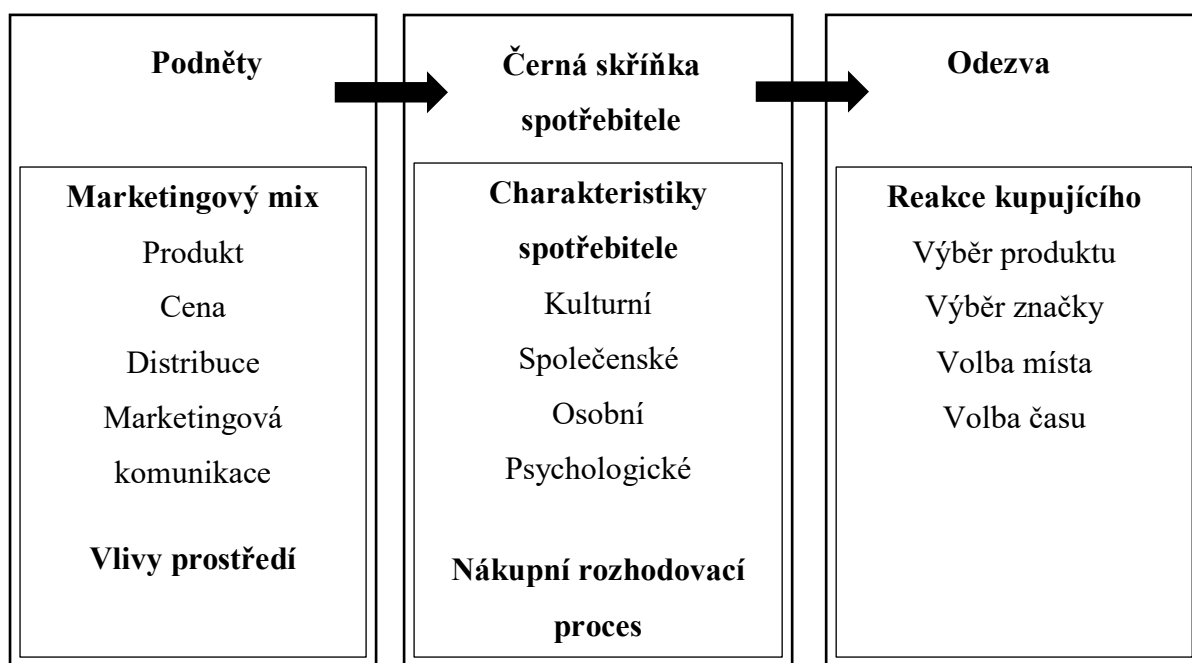 Podněty
Černá skříňka
spotřebitele
Odezva
Marketingový mix
Produkt
Cena
Distribuce
Marketingová
komunikace
Vlivy prostředí
Charakteristiky
spotřebitele
Kulturní
Společenské
Osobní
Psychologické
Nákupní rozhodovací
proces
Reakce kupujícího
Výběr produktu
Výběr značky
Volba místa
Volba času